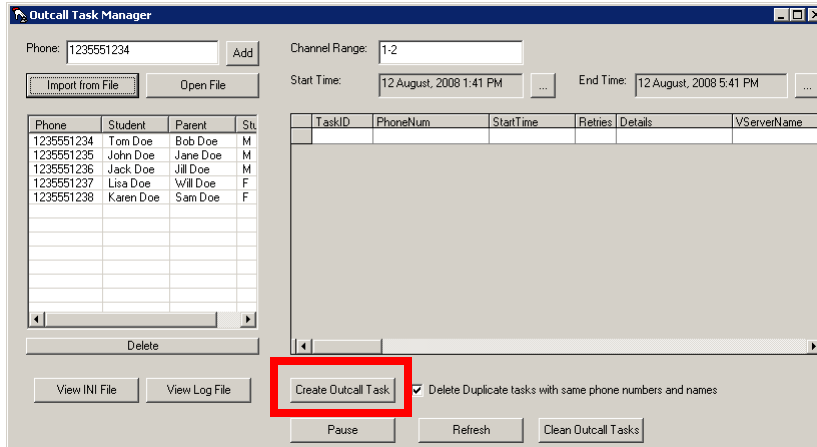 Outcall Task Manager
Phone: 1235551234 Add Channel Range: 1-2
Import from File Open File Start Time: 12 August, 2008 1:41 PM ... End Time: 12 August, 2008 5:41 PM ...
Phone Student Parent Stu TaskID PhoneNum StartTime Retries Details VServerName
1235551234 Tom Doe Bob Doe M
1235551235 John Doe Jane Doe M
1235551236 Jack Doe Jill Doe M
1235551237 Lisa Doe Will Doe F
1235551238 Karen Doe Sam Doe F
Delete
View INI File View Log File Create Outcall Task Delete Duplicate tasks with same phone numbers and names
Pause Refresh Clean Outcall Tasks